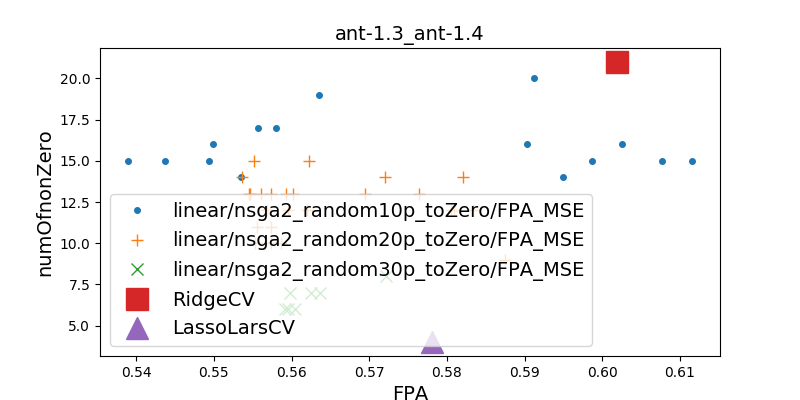 ant-1.3_ant-1.4
numOfnonZero
20.0
17.5
15.0
12.5
10.0
7.5
5.0
linear/nsga2_random10p_toZero/FPA_MSE
linear/nsga2_random20p_toZero/FPA_MSE
linear/nsga2_random30p_toZero/FPA_MSE
RidgeCV
LassoLarsCV
0.54 0.55 0.56 0.57 0.58 0.59 0.60 0.61
FPA